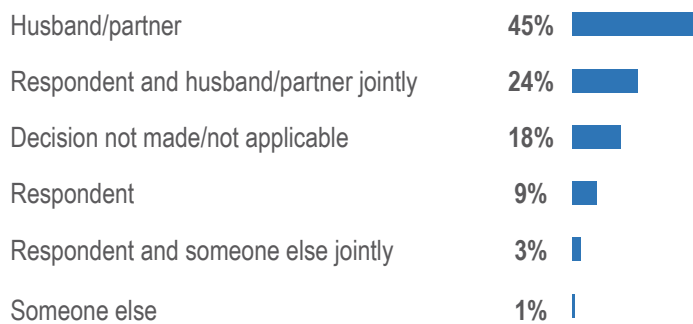 Husband/partner 45%
Respondent and husband/partner jointly 24%
Decision not made/not applicable 18%
Respondent 9%
Respondent and someone else jointly 3%
Someone else 1%